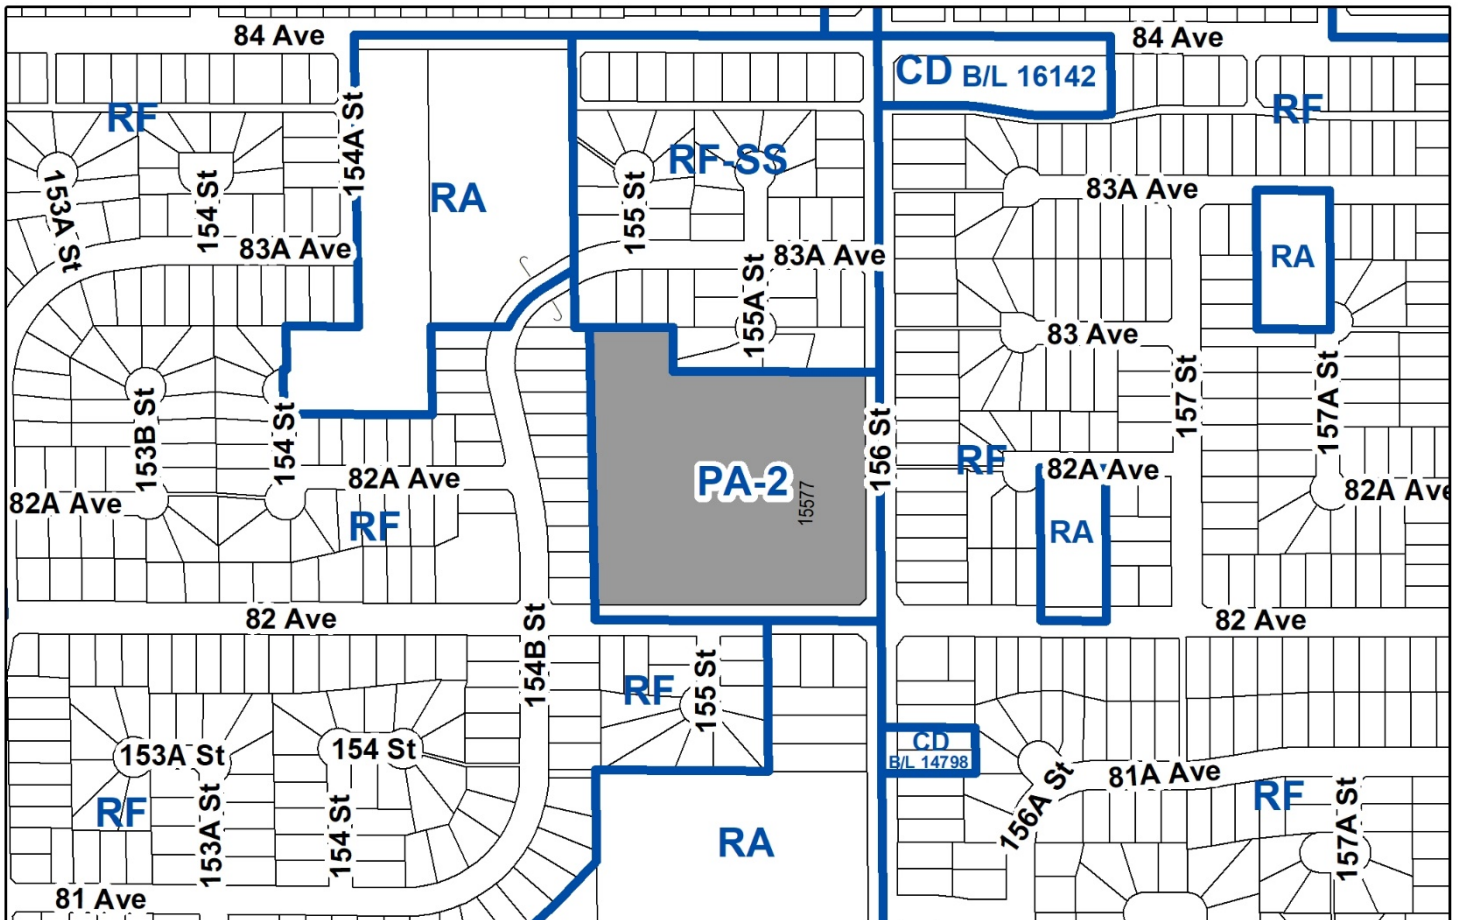 84 Ave
84 Ave
CD B/L 16142
RF
154A St
RF
RF-SS
153A St
154 St
RA
155 St
83A Ave
83A Ave
83A Ave
RA
155A St
83 Ave
153B St
154 St
156 St
157 St
157A St
82A Ave
82A Ave
PA-2
15577
RF
82A Ave
82A Ave
RF
RA
82 Ave
82 Ave
154B St
RF
155 St
153A St
154 St
CD
B/L 14798
156A St
81A Ave
RF
153A St
154 St
RA
RF
157A St
81 Ave